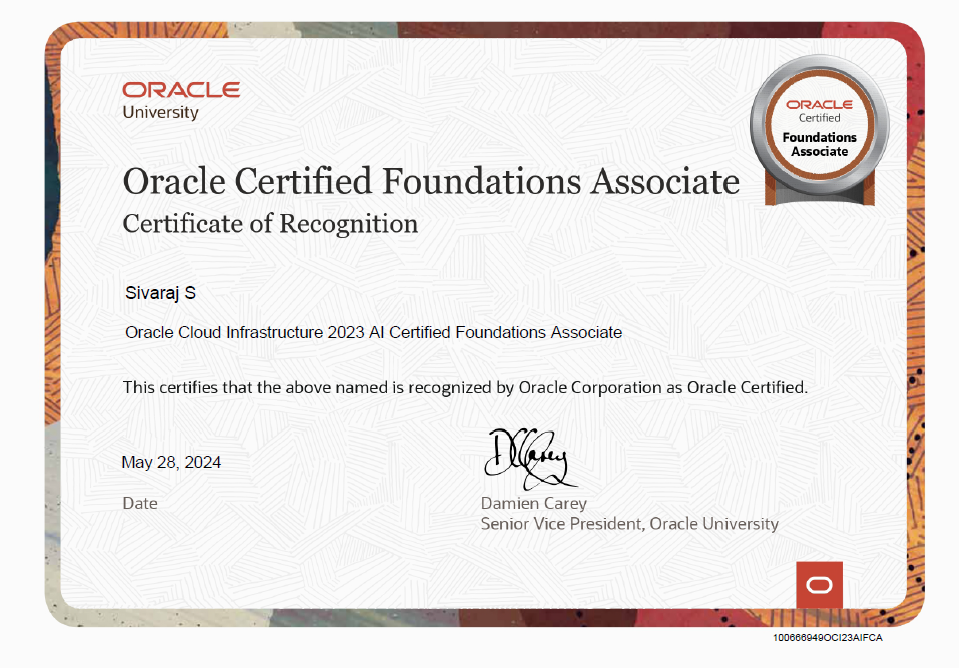 ORACLE
University
ORACLE
Certified
Foundations
Associate
Oracle Certified Foundations Associate
Certificate of Recognition
Sivaraj S
Oracle Cloud Infrastructure 2023 AI Certified Foundations Associate
This certifies that the above named is recognized by Oracle Corporation as Oracle Certified.
DCarey
May 28, 2024
Date
Damien Carey
Senior Vice President, Oracle University
100666949OCI23AIFCA